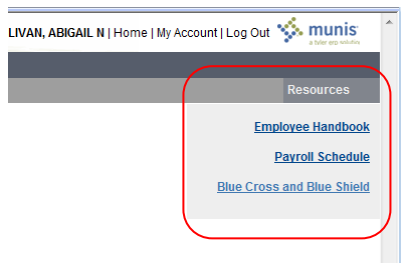 LIVAN, ABIGAIL N | Home | My Account | Log Out munis
a tyler erp solution
Resources
Employee Handbook
Payroll Schedule
Blue Cross and Blue Shield